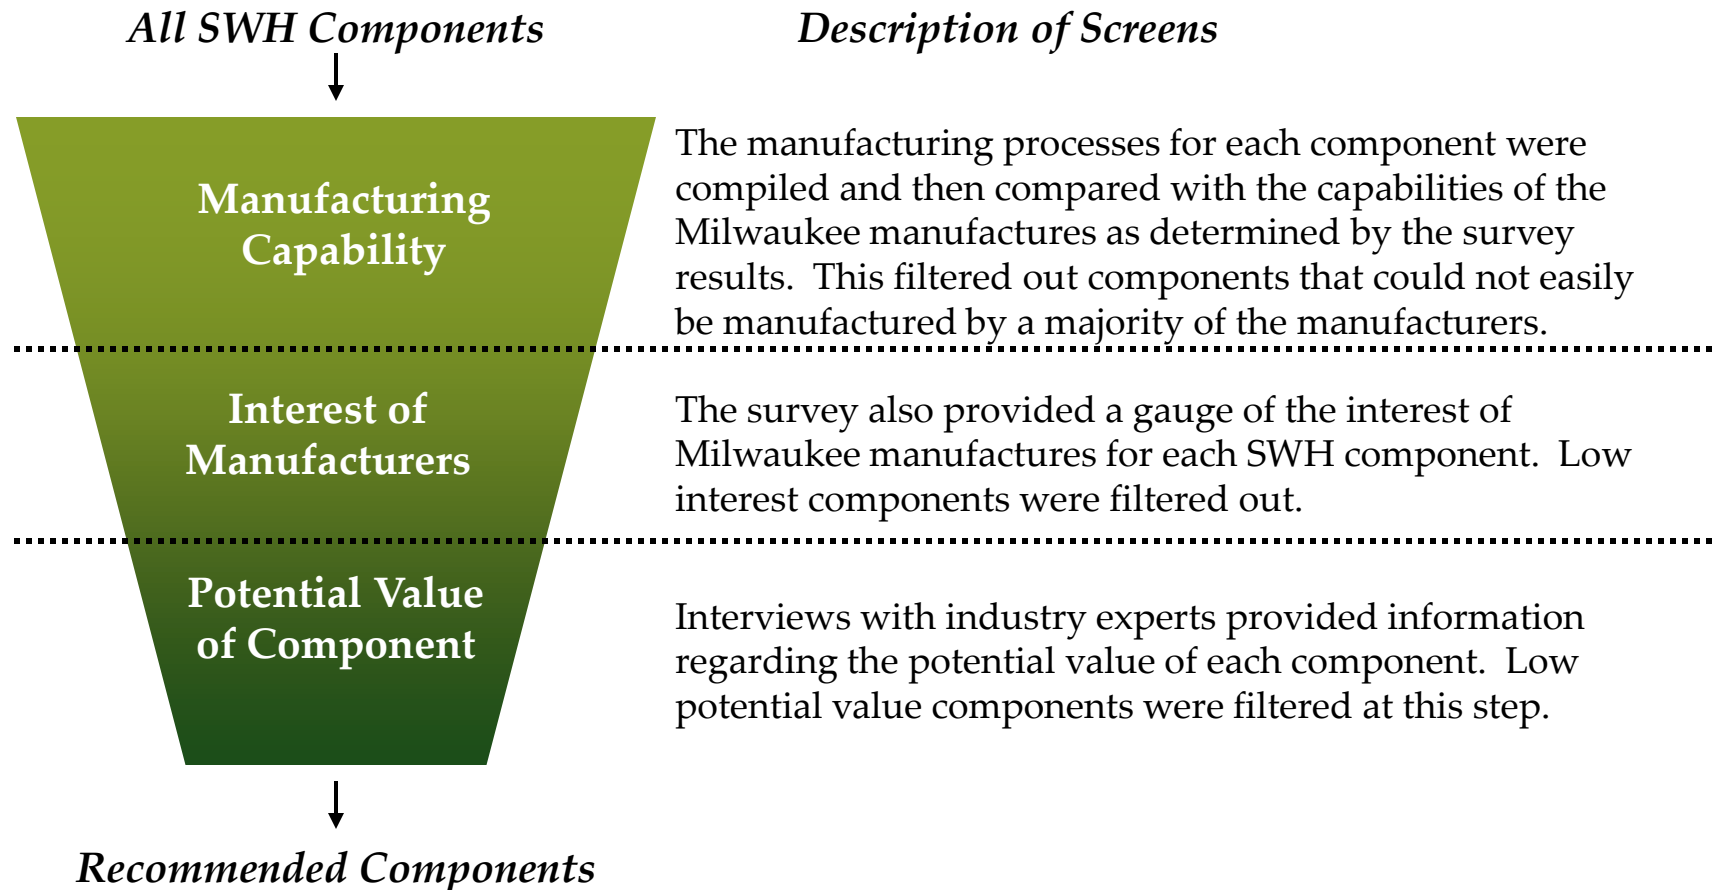 All SWH Components
Description of Screens
Manufacturing
Capability
The manufacturing processes for each component were
compiled and then compared with the capabilities of the
Milwaukee manufactures as determined by the survey
results.  This filtered out components that could not easily
be manufactured by a majority of the manufacturers.
Interest of
Manufacturers
The survey also provided a gauge of the interest of
Milwaukee manufactures for each SWH component.  Low
interest components were filtered out.
Potential Value
of Component
Interviews with industry experts provided information
regarding the potential value of each component.  Low
potential value components were filtered at this step.
Recommended Components